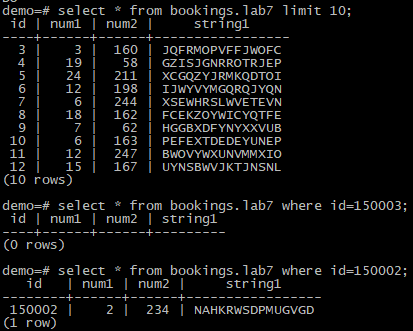 demo=# select * from bookings.lab7 limit 10;
 id | num1 | num2 |     string1
----+------+------+-----------------
  3 |    3 |  160 | JQFRMOPVFFJWOFC
  4 |   19 |   58 | GZISJGNRROTRJEP
  5 |   24 |  211 | XCGQZYJRMKQDTOI
  6 |   12 |  198 | IJWYVYMGQRQJYQN
  7 |    6 |  244 | XSEWHRSLWVETEVN
  8 |   18 |  162 | FCEKZOYWICYQTFE
  9 |    7 |   62 | HGGBXDFYNYXXVUB
 10 |    6 |  163 | PEFEXTDEDEYUNEP
 11 |   12 |  247 | BWOVYWXUNVMMXIO
 12 |   15 |  167 | UYNSBWVJKTJNSNL
(10 rows)
demo=# select * from bookings.lab7 where id=150003;
 id | num1 | num2 | string1
----+------+------+---------
(0 rows)
demo=# select * from bookings.lab7 where id=150002;
   id   | num1 | num2 |     string1
--------+------+------+------------------
 150002 |    2 |  234 | NAHKRWSDPMUGVGD
(1 row)